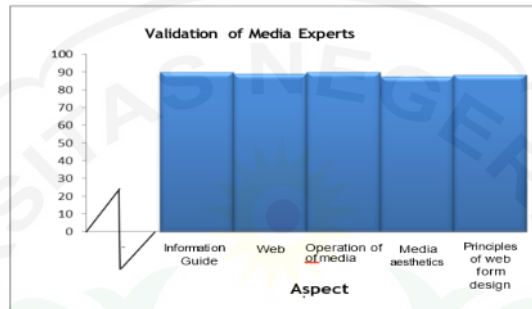 Validation of Media Experts
100
90
80
70
60
50
40
30
20
10
0
Information
Guide
Web
Operation of
of media
Media
aesthetics
Principles
of web
form
design
Aspect